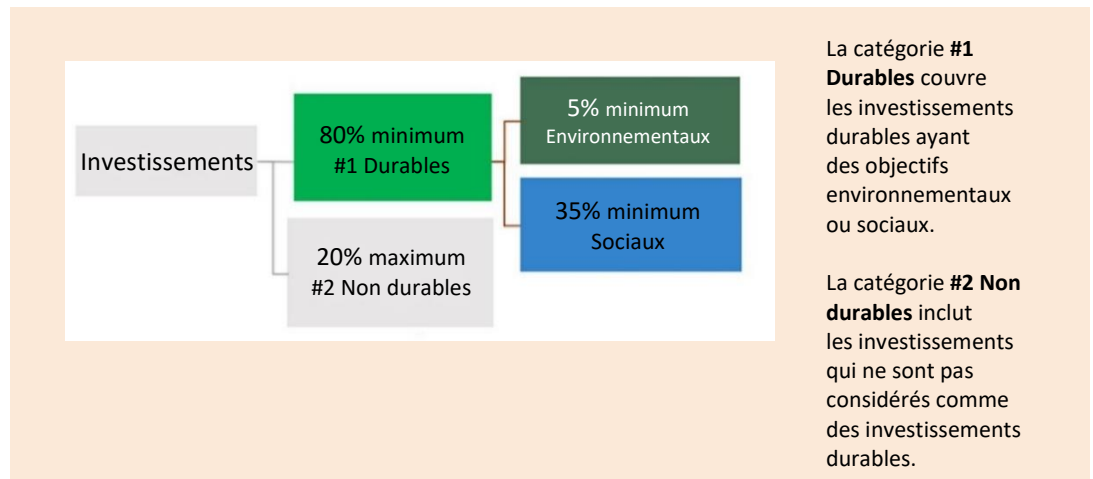 Investissements
80% minimum
#1 Durables
20% maximum
#2 Non durables
5% minimum
Environnementaux
35% minimum
Sociaux
La catégorie #1
Durables couvre
les investissements
durables ayant
des objectifs
environnementaux
ou sociaux.
La catégorie #2 Non
durables inclut
les investissements
qui ne sont pas
considérés comme
des investissements
durables.